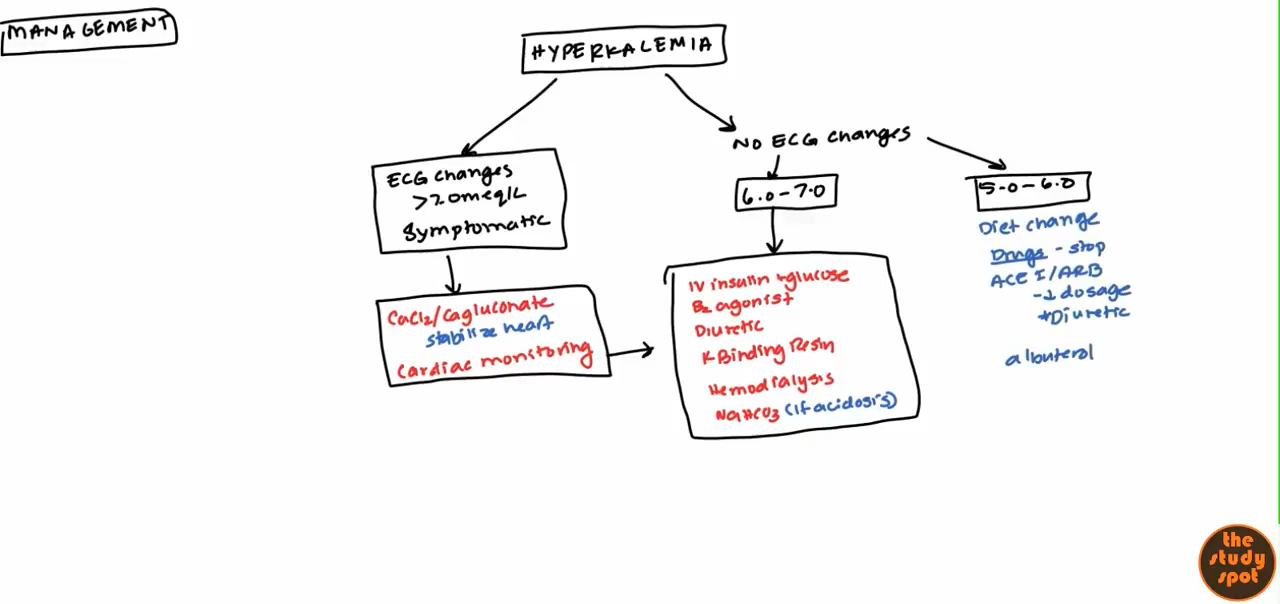 MANAGEMENT
HYPERKALEMIA
ECG changes
>7.0meq/L
Symptomatic
CaCl2/Cagluconate
stabilize heart
Cardiac monitoring
NO ECG changes
6.0-7.0
IV insulin +glucose
B2 agonist
Diuretic
K Binding Resin
Hemodialysis
NaHCO3 (if acidosis)
5.0-6.0
Diet change
Drugs - stop
ACE I/ARB
-↓ dosage
+Diuretic
albuterol
the
study
spot